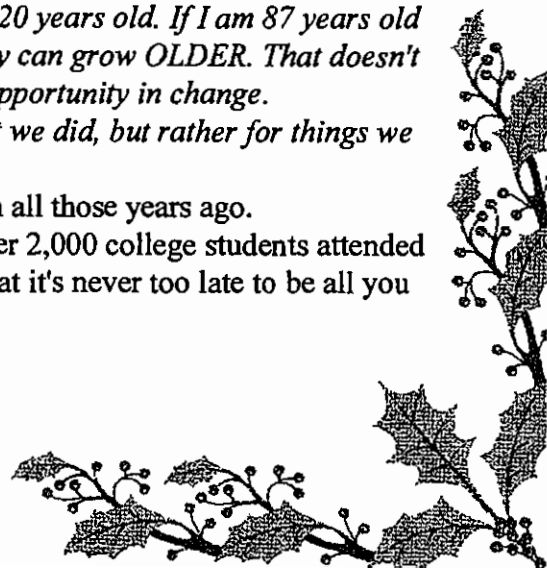 20 years old. If I am 87 years old
y can grow OLDER. That doesn't
pportunity in change.
t we did, but rather for things we
all those years ago.
er 2,000 college students attended
at it's never too late to be all you